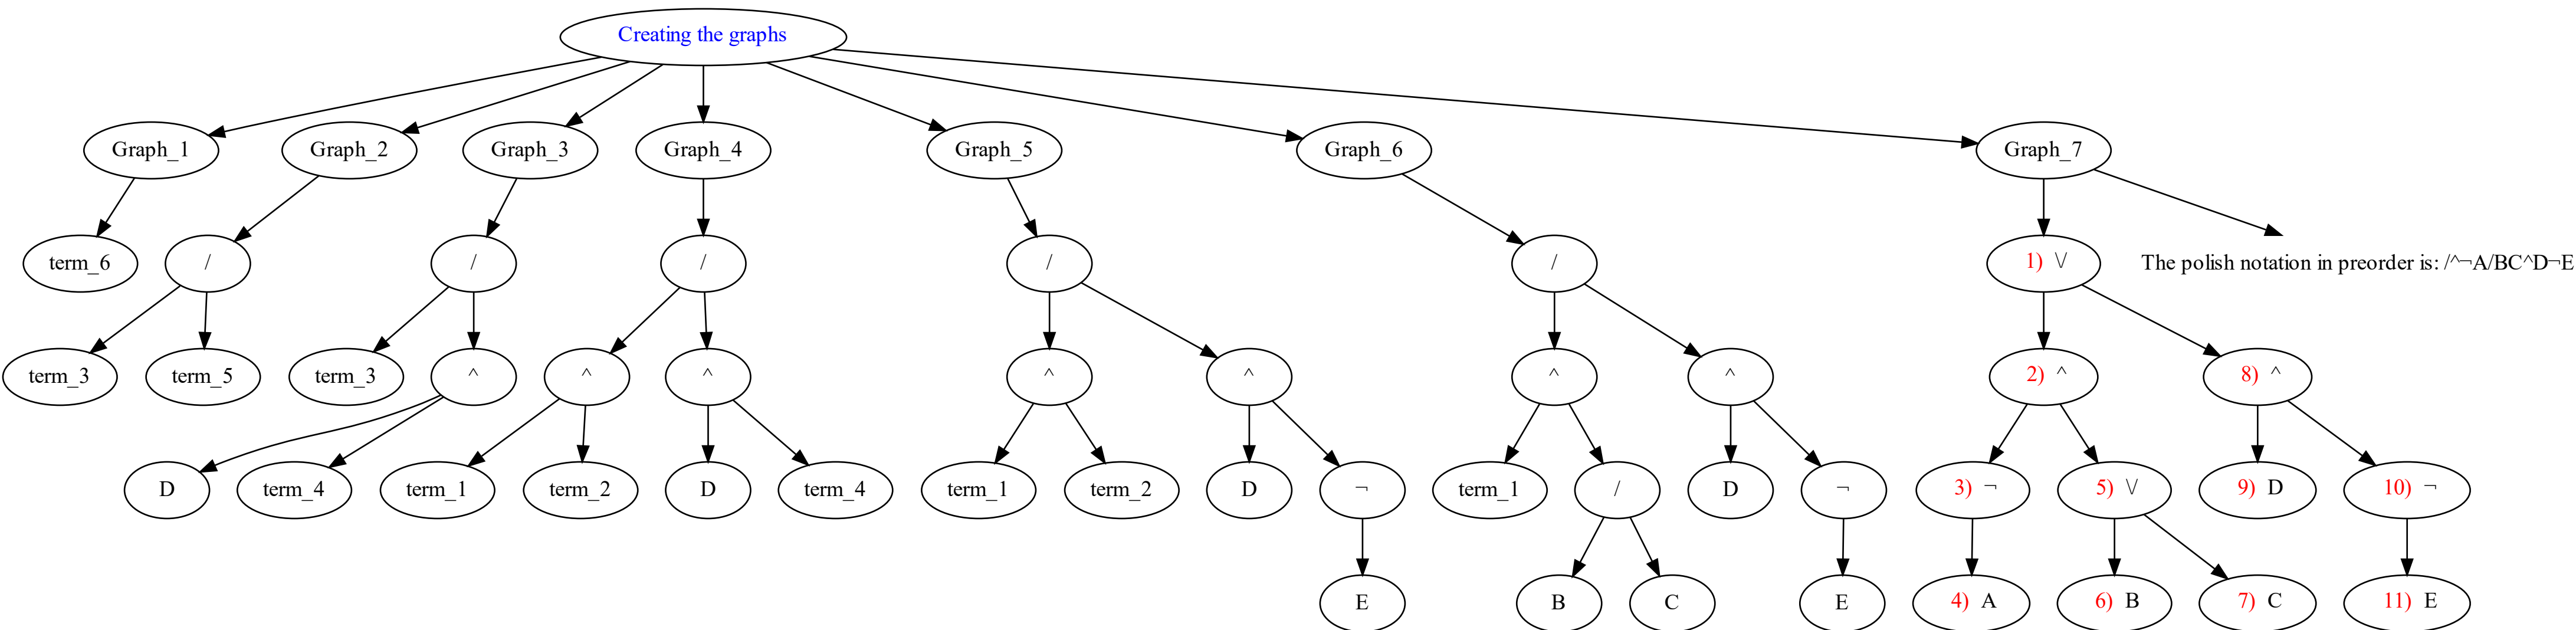 Creating the graphs
Graph_1 Graph_2 Graph_3 Graph_4 Graph_5 Graph_6 Graph_7
term_6 / / / / / 1) \/ The polish notation in preorder is: /^¬A/BC^D¬E
term_3 term_5 term_3 ^ ^ ^ ^ ^ ^ ^ 2) ^ 8) ^
D term_4 term_1 term_2 D term_4 term_1 term_2 D ¬ term_1 / D ¬ 3) ¬ 5) \/ 9) D 10) ¬
E B C E 4) A 6) B 7) C 11) E